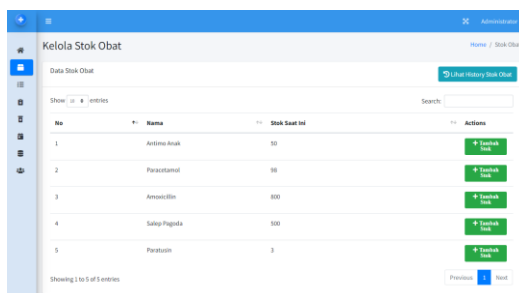 Administrator
Kelola Stok Obat
Home / Stok Obat
Data Stok Obat
Lihat History Stok Obat
Show 10 entries
Search:
No Nama Stok Saat Ini Actions
1 Antimo Anak 50 + Tambah Stok
2 Paracetamol 98 + Tambah Stok
3 Amoxicillin 800 + Tambah Stok
4 Salep Pagoda 500 + Tambah Stok
5 Paratusin 3 + Tambah Stok
Showing 1 to 5 of 5 entries
Previous 1 Next